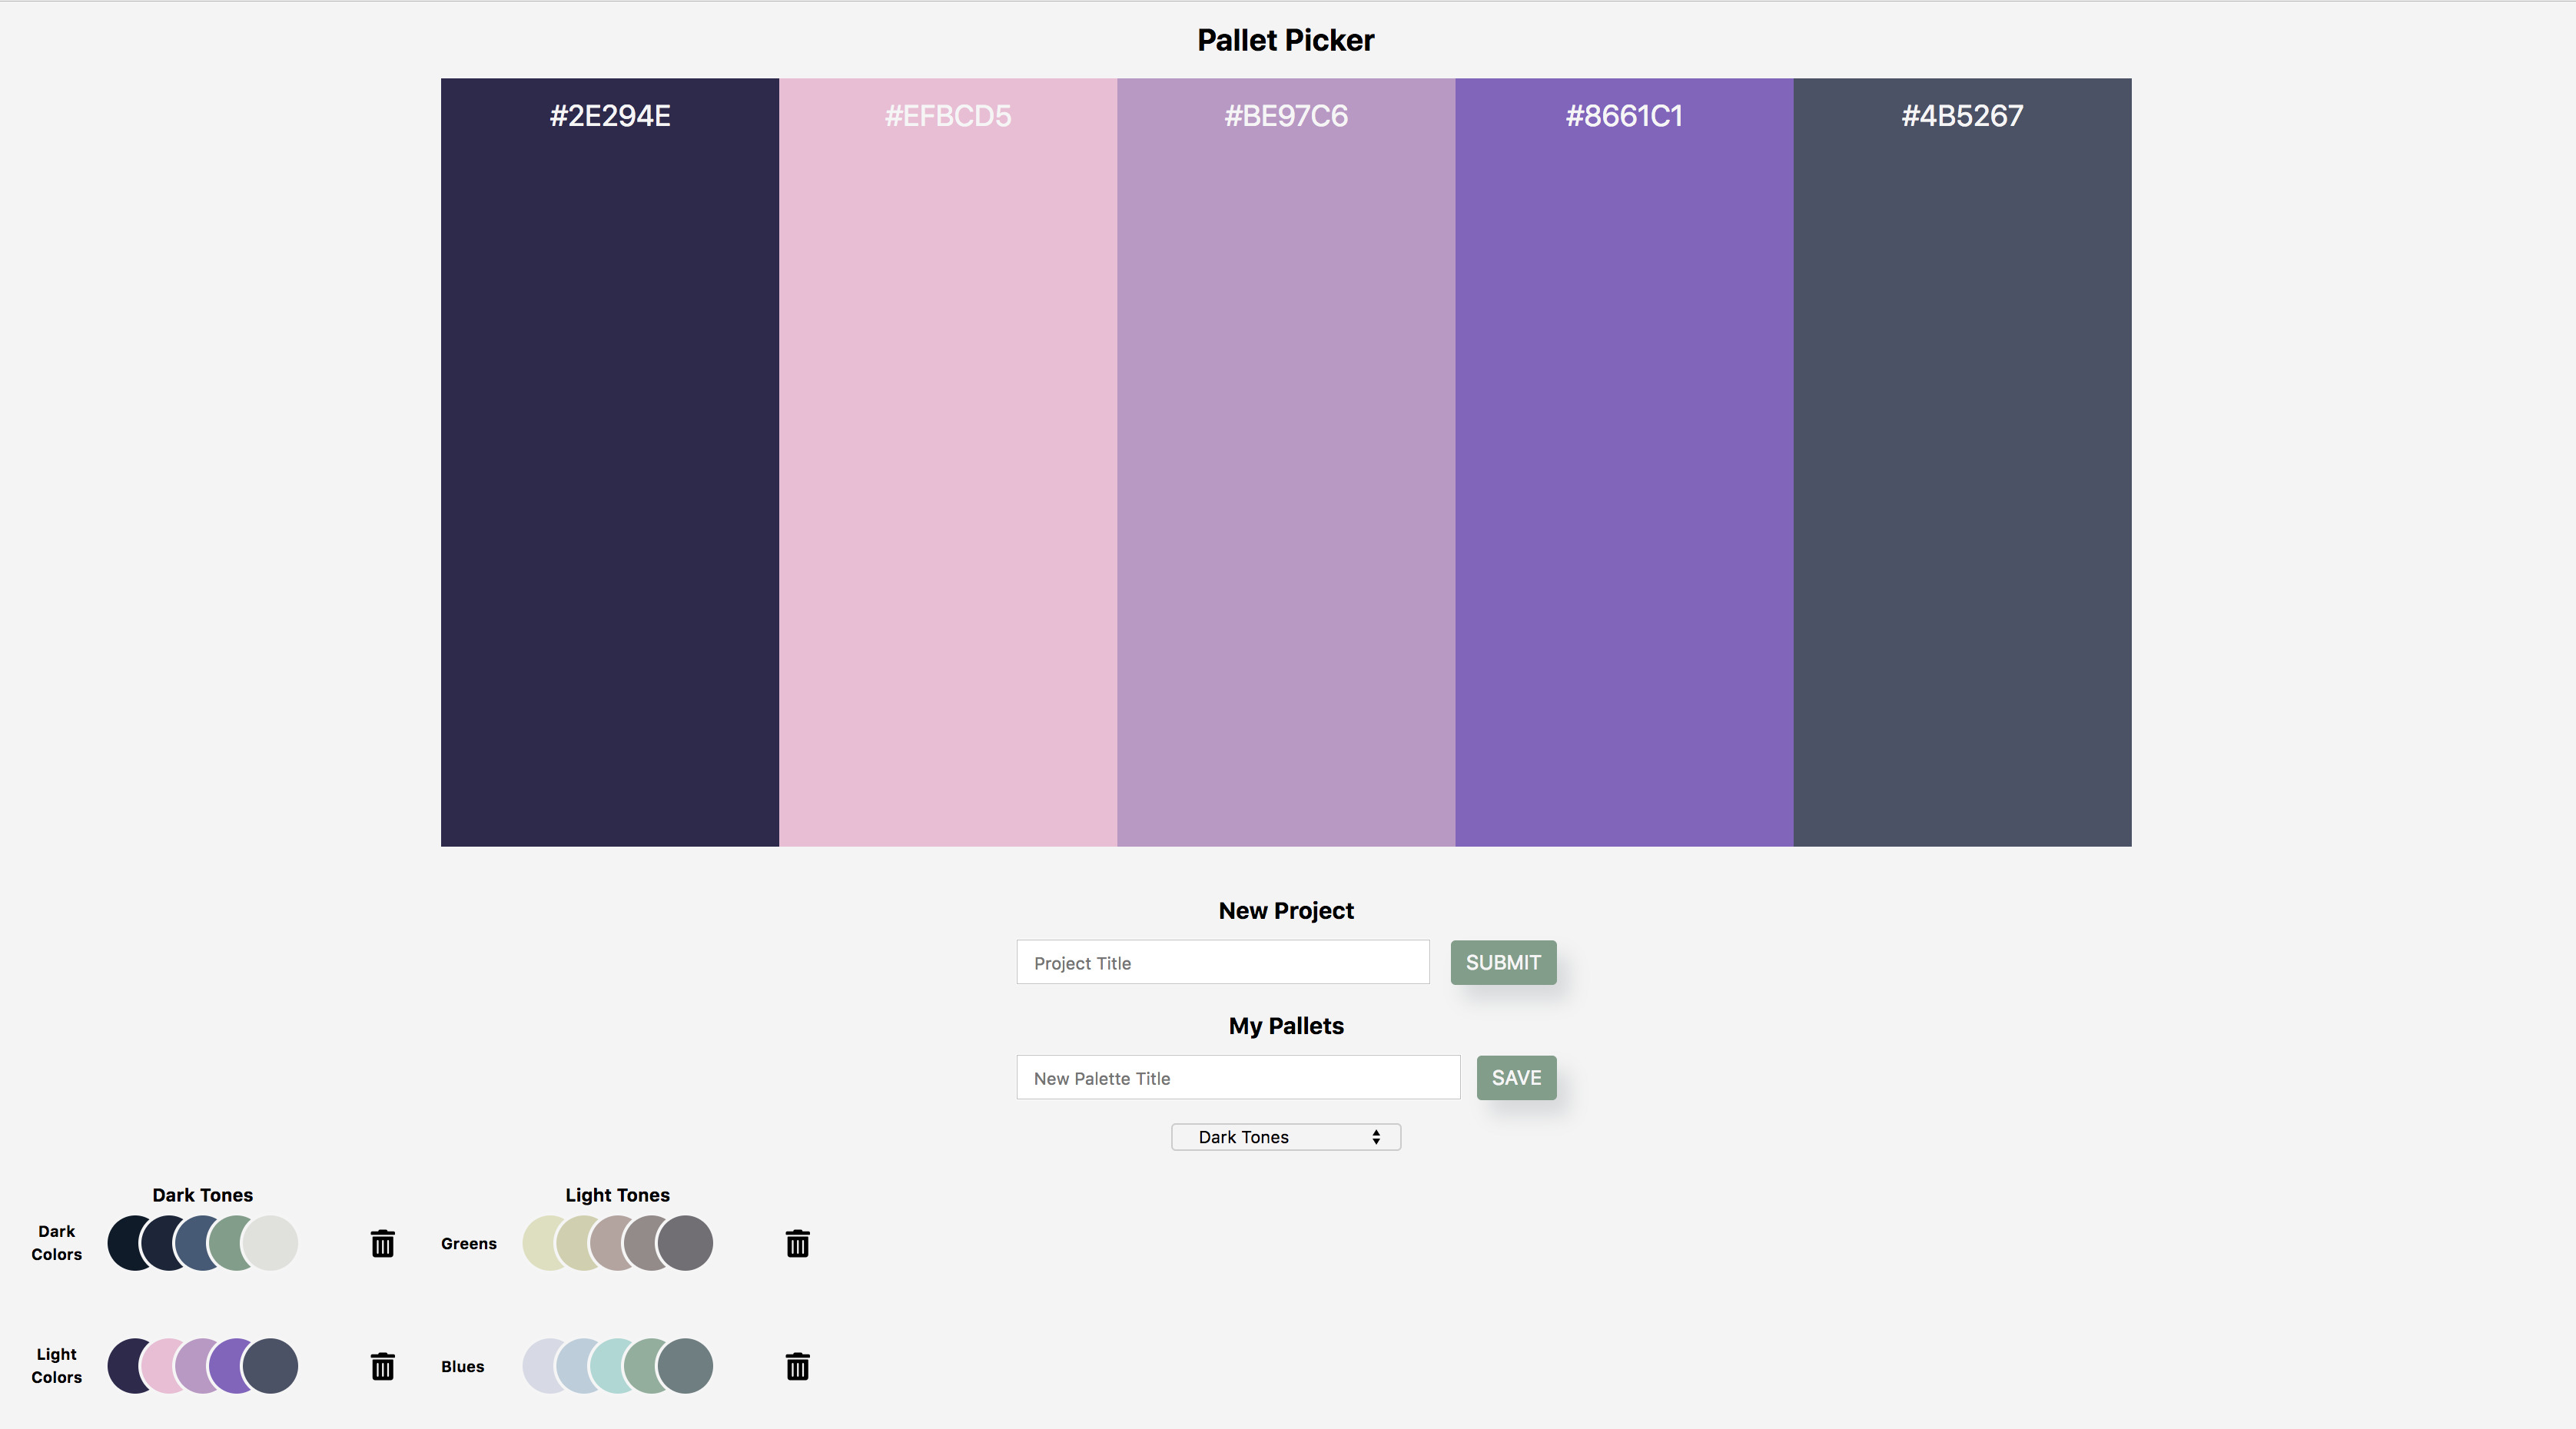 Pallet Picker
#2E294E
#EFBCD5
#BE97C6
#8661C1
#4B5267
New Project
Project Title
SUBMIT
My Pallets
New Palette Title
SAVE
Dark Tones
Dark Tones
Dark
Colors
Light
Colors
Light Tones
Greens
Blues